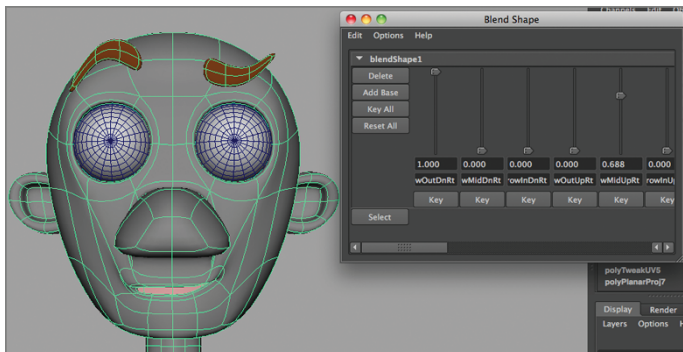 Blend Shape
Edit Options Help
blendShape1
Delete
Add Base
Key All
Reset All
1.000 0.000 0.000 0.000 0.688 0.000
wOutDnRt wMidDnRt rowInDnRt wOutUpRt wMidUpRt rowInUp
Key Key Key Key Key Key
Select
polyTweakUV5
polyPlanarProj7
Display Render
Layers Options H